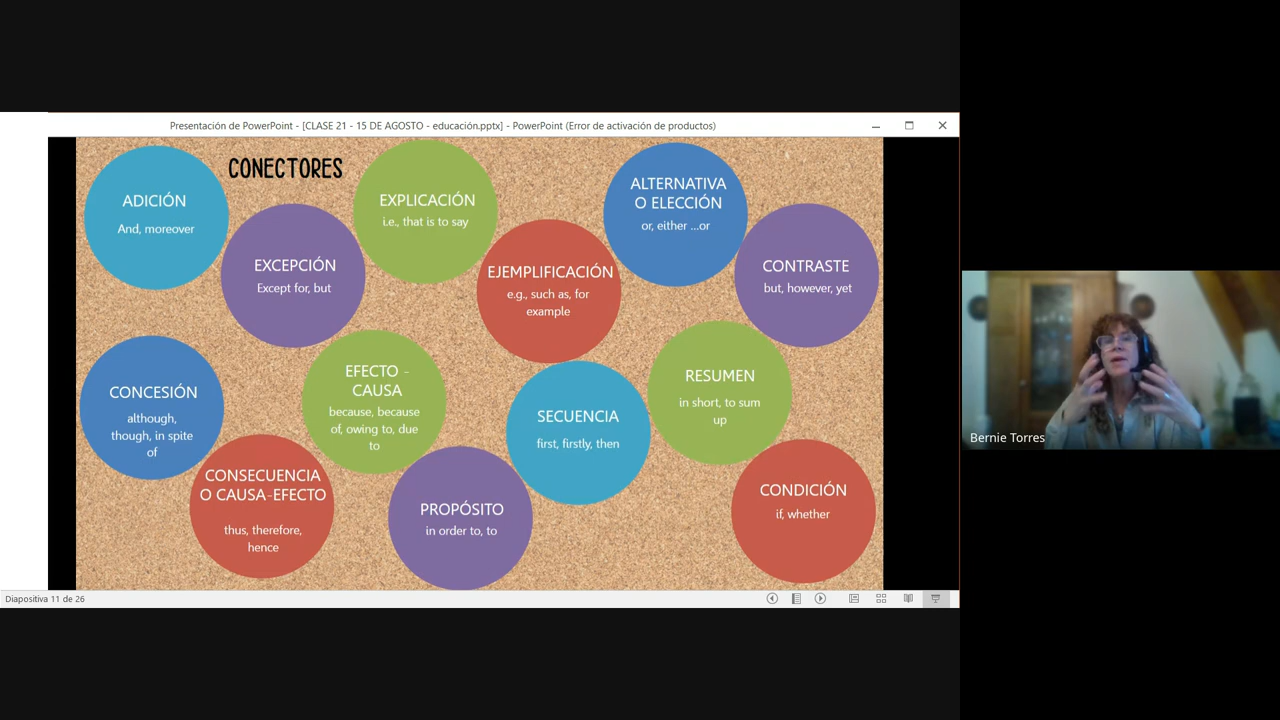 Presentación de PowerPoint - [CLASE 21 - 15 DE AGOSTO - educación.pptx] - PowerPoint (Error de activación de productos)
CONECTORES
ADICIÓN
And, moreover
EXCEPCIÓN
Except for, but
EXPLICACIÓN
i.e., that is to say
EJEMPLIFICACIÓN
e.g., such as, for
example
ALTERNATIVA
O ELECCIÓN
or, either ...or
CONTRASTE
but, however, yet
CONCESIÓN
although,
though, in spite
of
CONSECUENCIA
O CAUSA-EFECTO
thus, therefore,
hence
EFECTO -
CAUSA
because, because
of, owing to, due
to
PROPÓSITO
in order to, to
SECUENCIA
first, firstly, then
RESUMEN
in short, to sum
up
CONDICIÓN
if, whether
Bernie Torres
Diapositiva 11 de 26